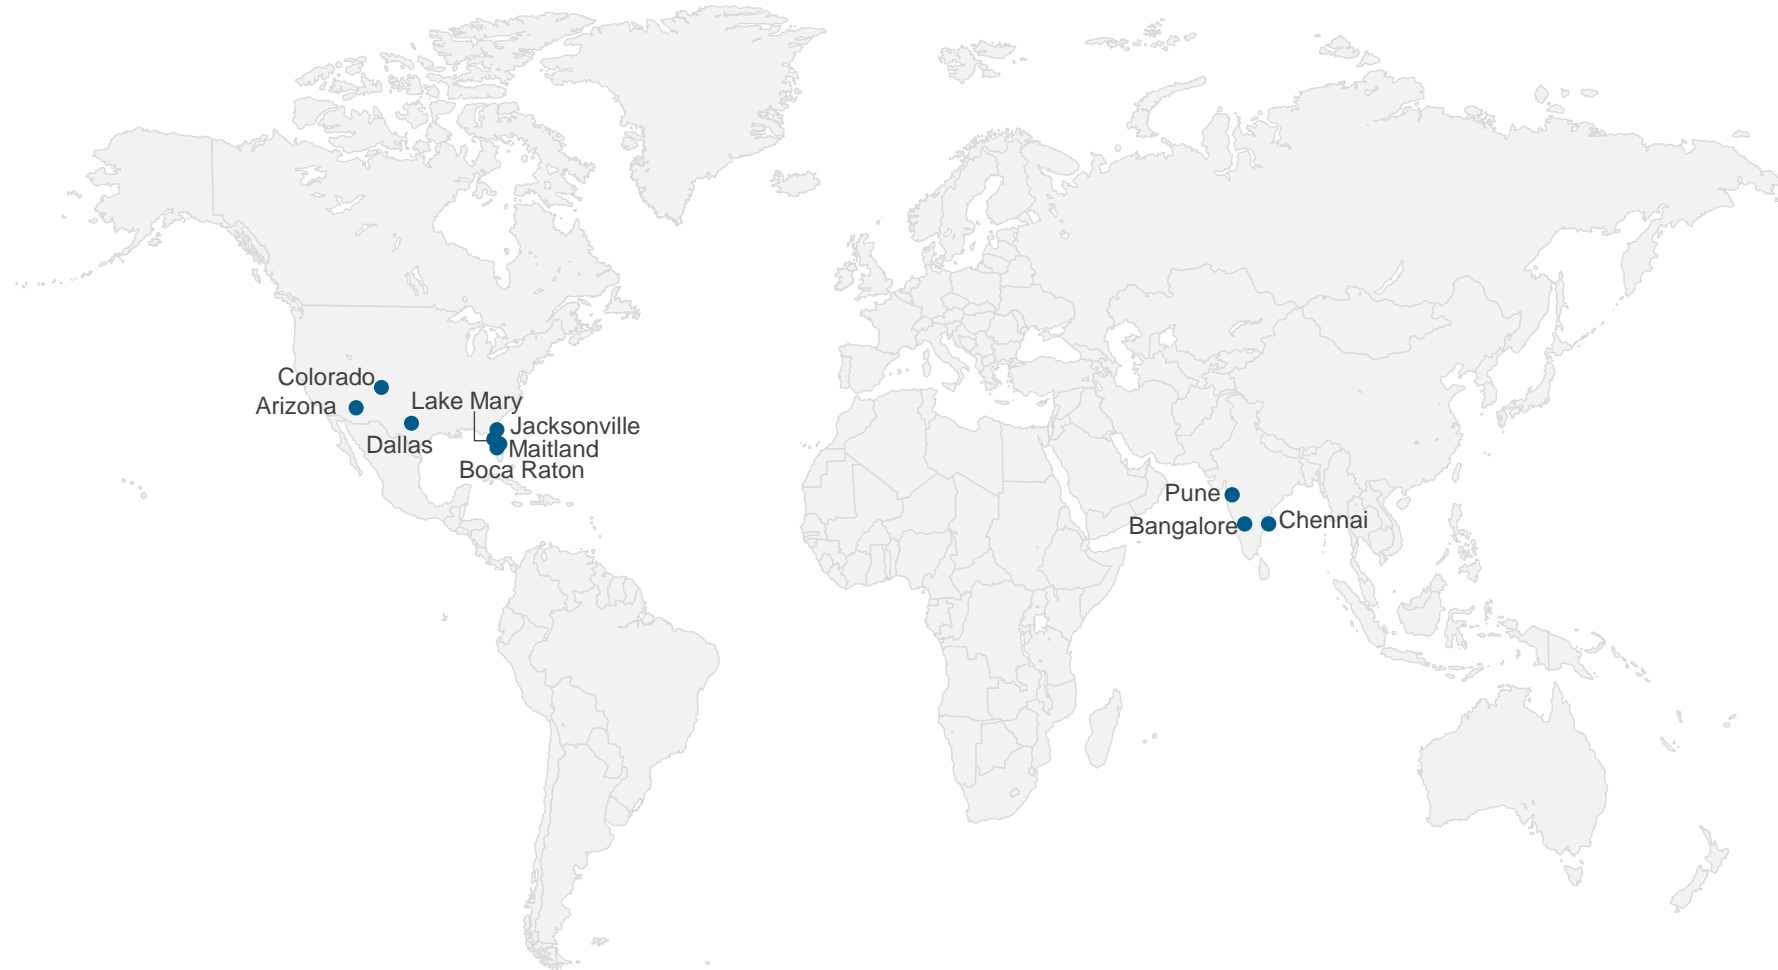 Colorado
Arizona
Lake Mary
Dallas
Jacksonville
Maitland
Boca Raton
Pune
Bangalore
Chennai